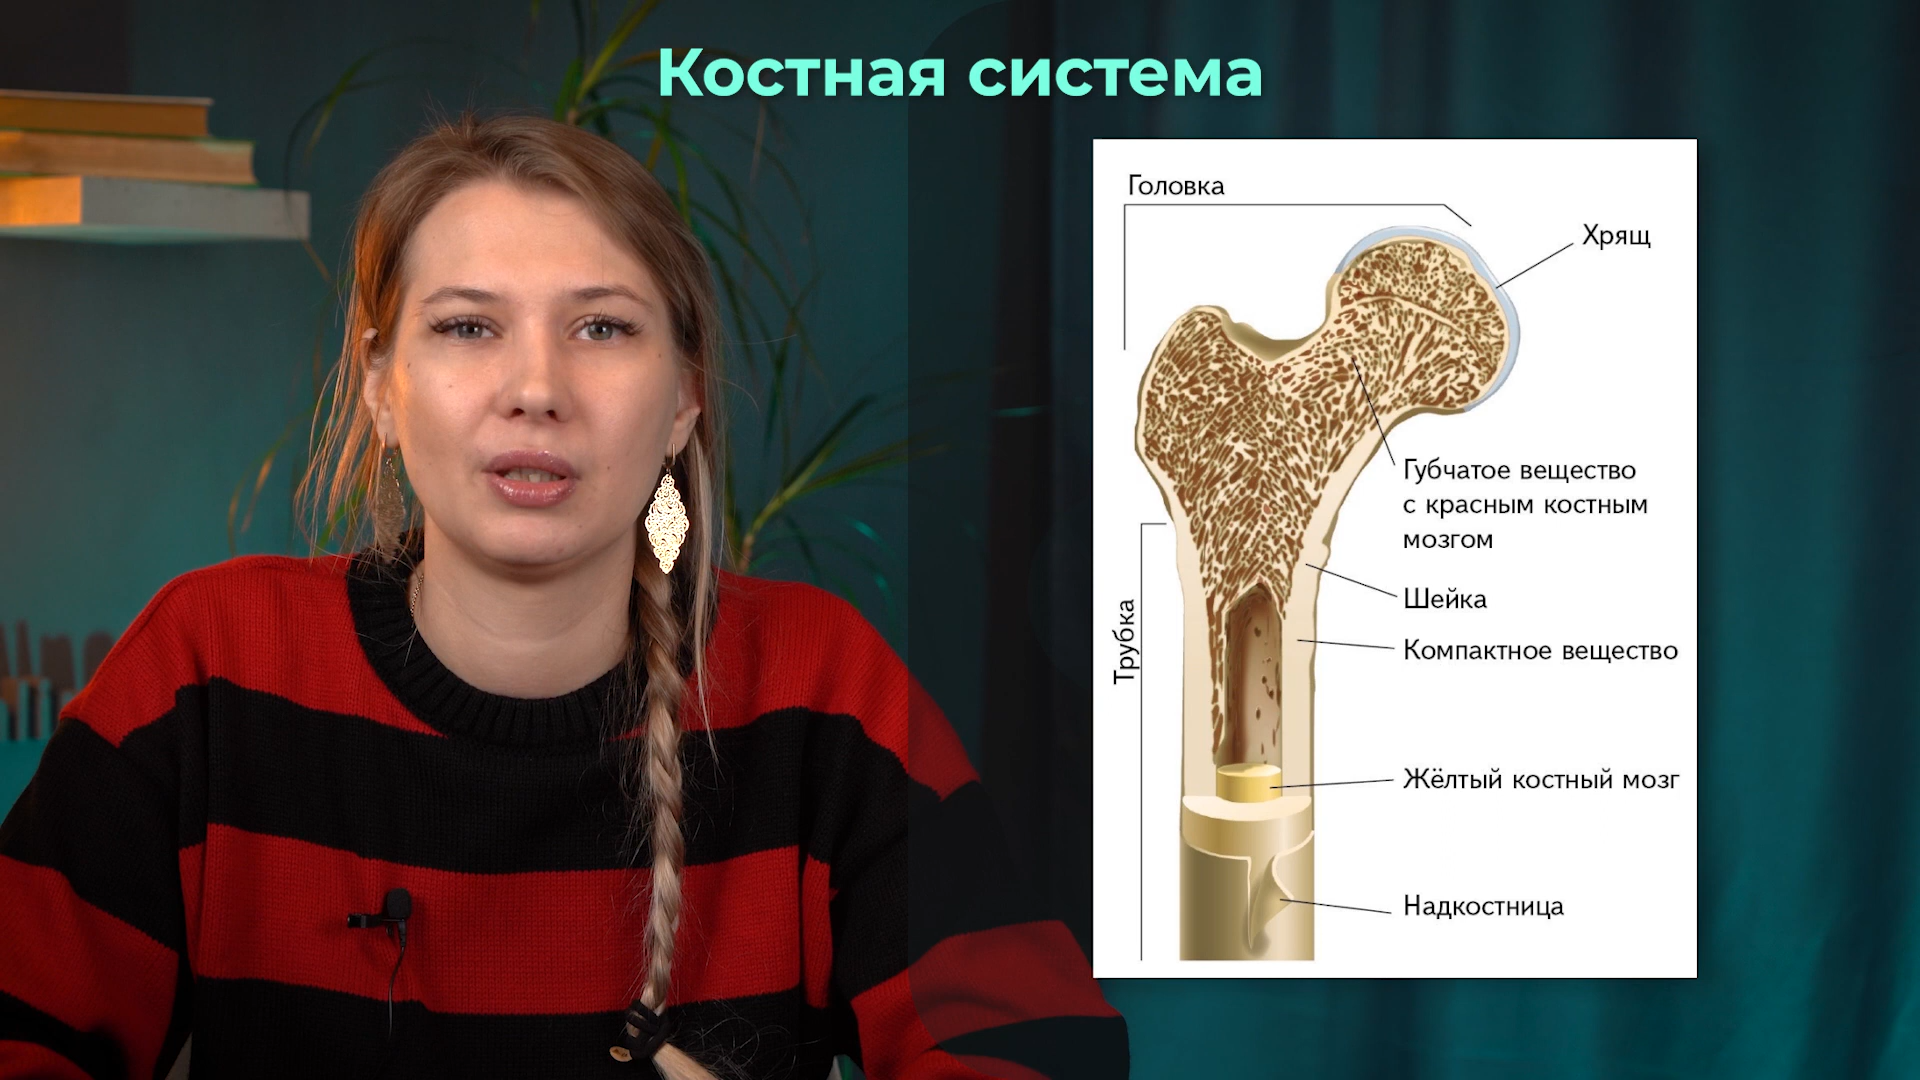 Костная система
Головка
Хрящ
Губчатое вещество
с красным костным
мозгом
Шейка
Трубка
Компактное вещество
Жёлтый костный мозг
Надкостница